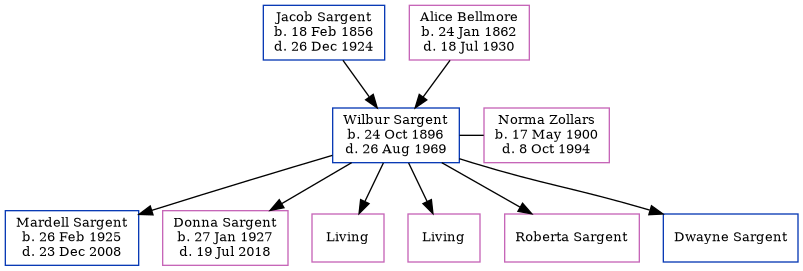 Jacob Sargent
b. 18 Feb 1856
d. 26 Dec 1924
Alice Bellmore
b. 24 Jan 1862
d. 18 Jul 1930
Wilbur Sargent
b. 24 Oct 1896
d. 26 Aug 1969
Norma Zollars
b. 17 May 1900
d. 8 Oct 1994
Mardell Sargent
b. 26 Feb 1925
d. 23 Dec 2008
Donna Sargent
b. 27 Jan 1927
d. 19 Jul 2018
Living
Living
Roberta Sargent
Dwayne Sargent